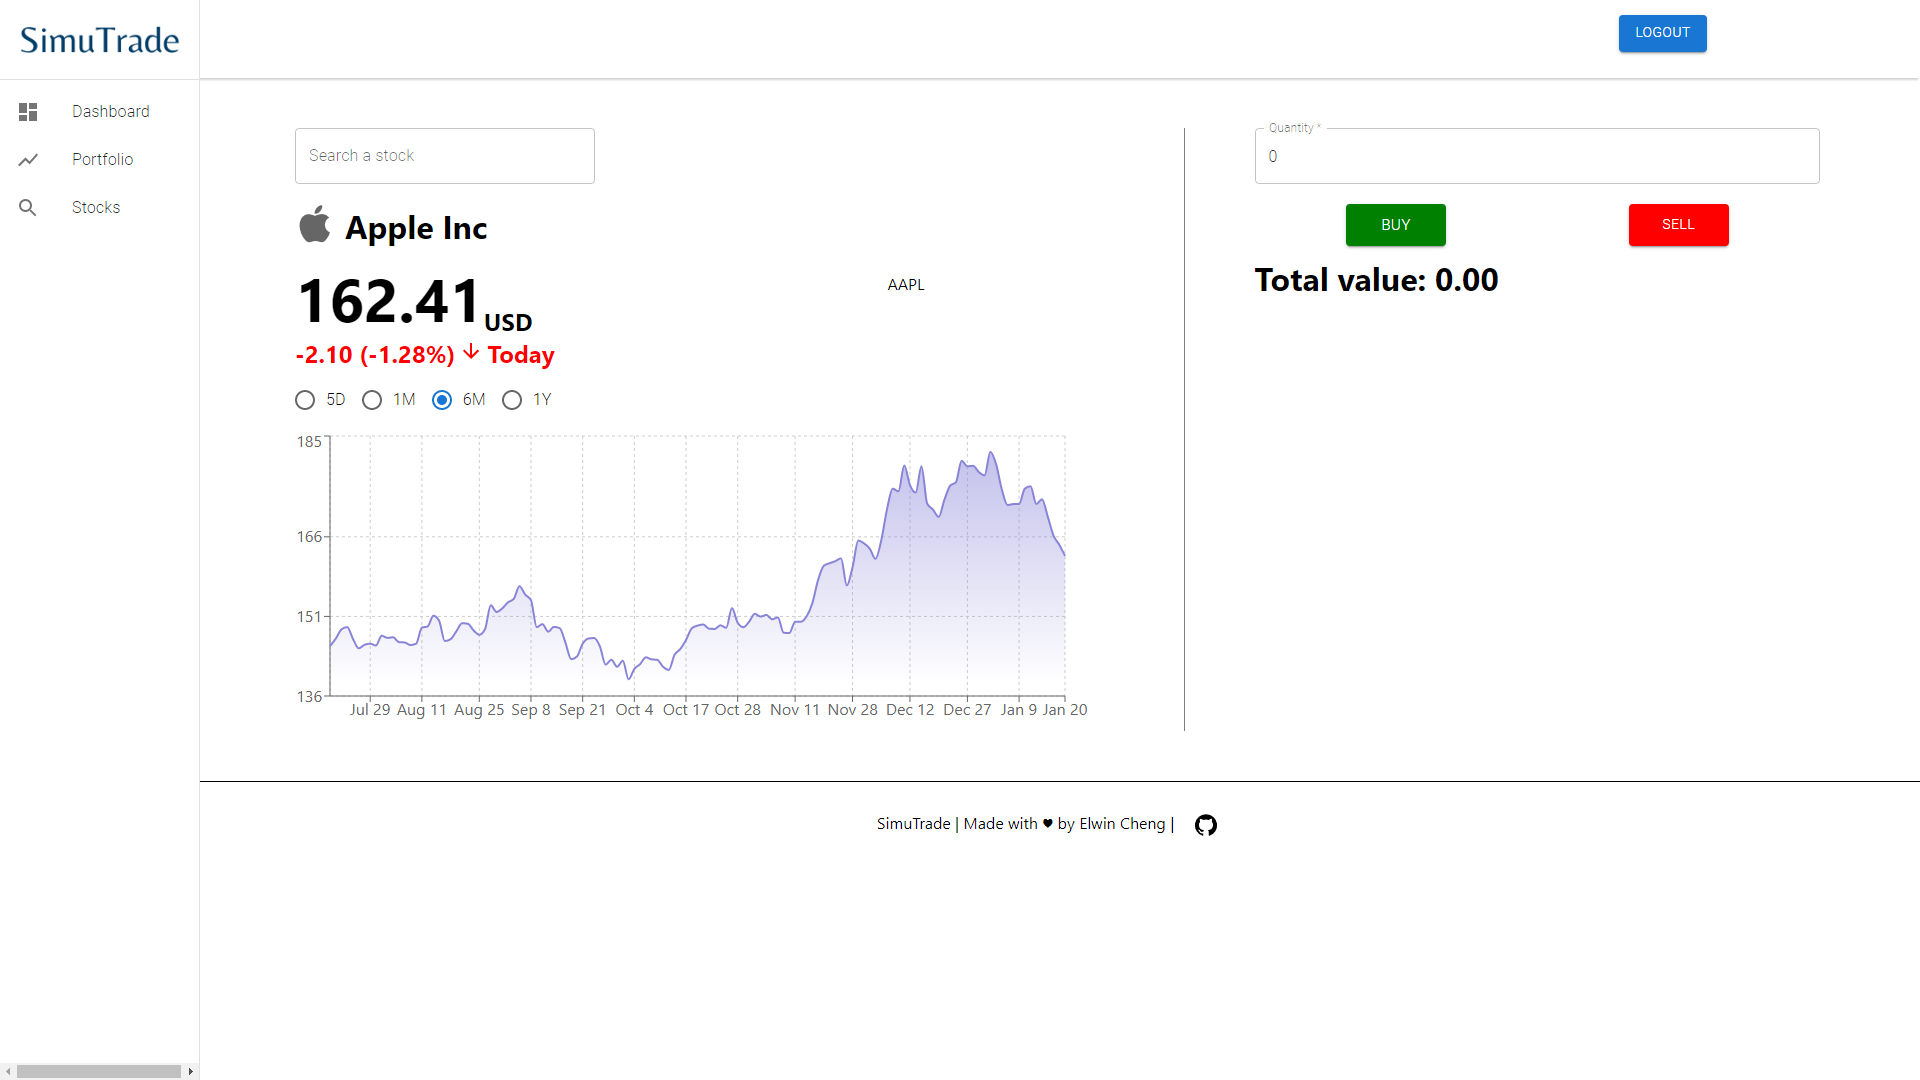 SimuTrade
LOGOUT
Dashboard
Portfolio
Stocks
Search a stock
Apple Inc
162.41 USD
AAPL
-2.10 (-1.28%) ↓ Today
5D 1M 6M 1Y
185
166
151
136
Jul 29 Aug 11 Aug 25 Sep 8 Sep 21 Oct 4 Oct 17 Oct 28 Nov 11 Nov 28 Dec 12 Dec 27 Jan 9 Jan 20
Quantity *
0
BUY SELL
Total value: 0.00
SimuTrade | Made with ♥ by Elwin Cheng |